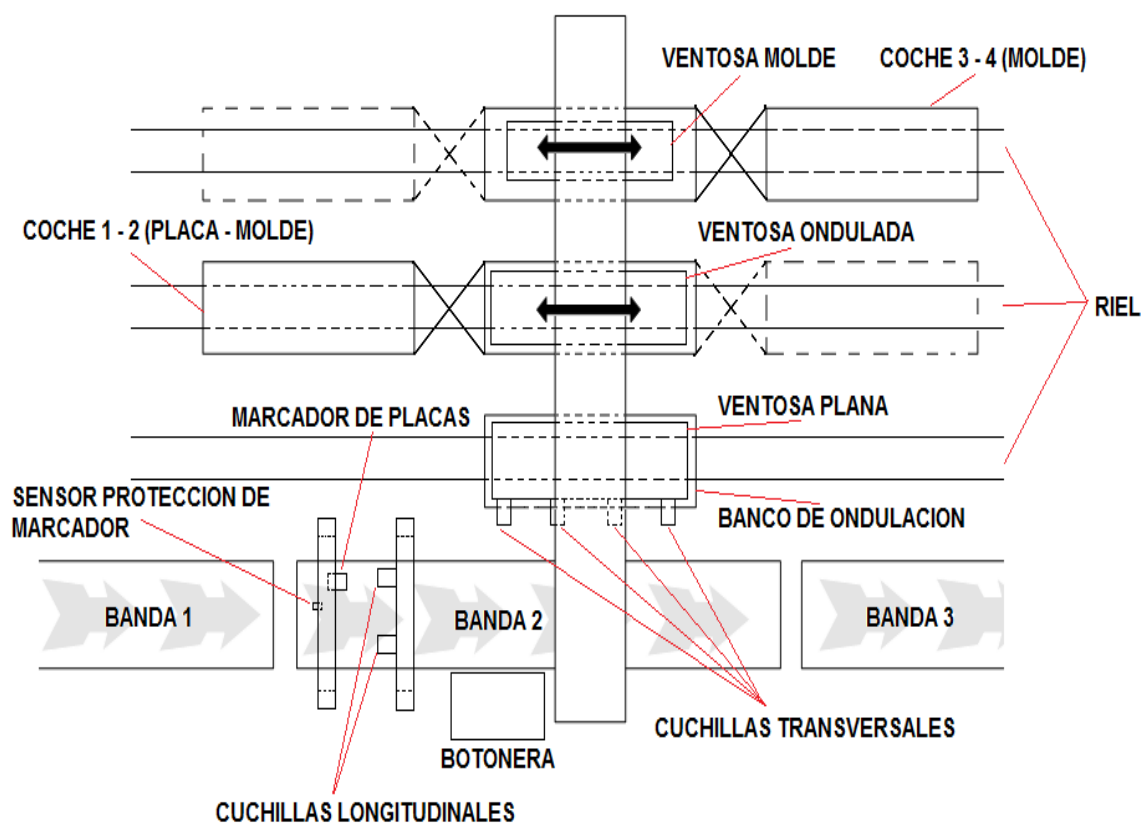 VENTOSA MOLDE
COCHE 3 - 4 (MOLDE)
COCHE 1 - 2 (PLACA - MOLDE)
VENTOSA ONDULADA
RIEL
MARCADOR DE PLACAS
VENTOSA PLANA
SENSOR PROTECCION DE
MARCADOR
BANCO DE ONDULACION
BANDA 1
BANDA 2
BANDA 3
CUCHILLAS TRANSVERSALES
BOTONERA
CUCHILLAS LONGITUDINALES